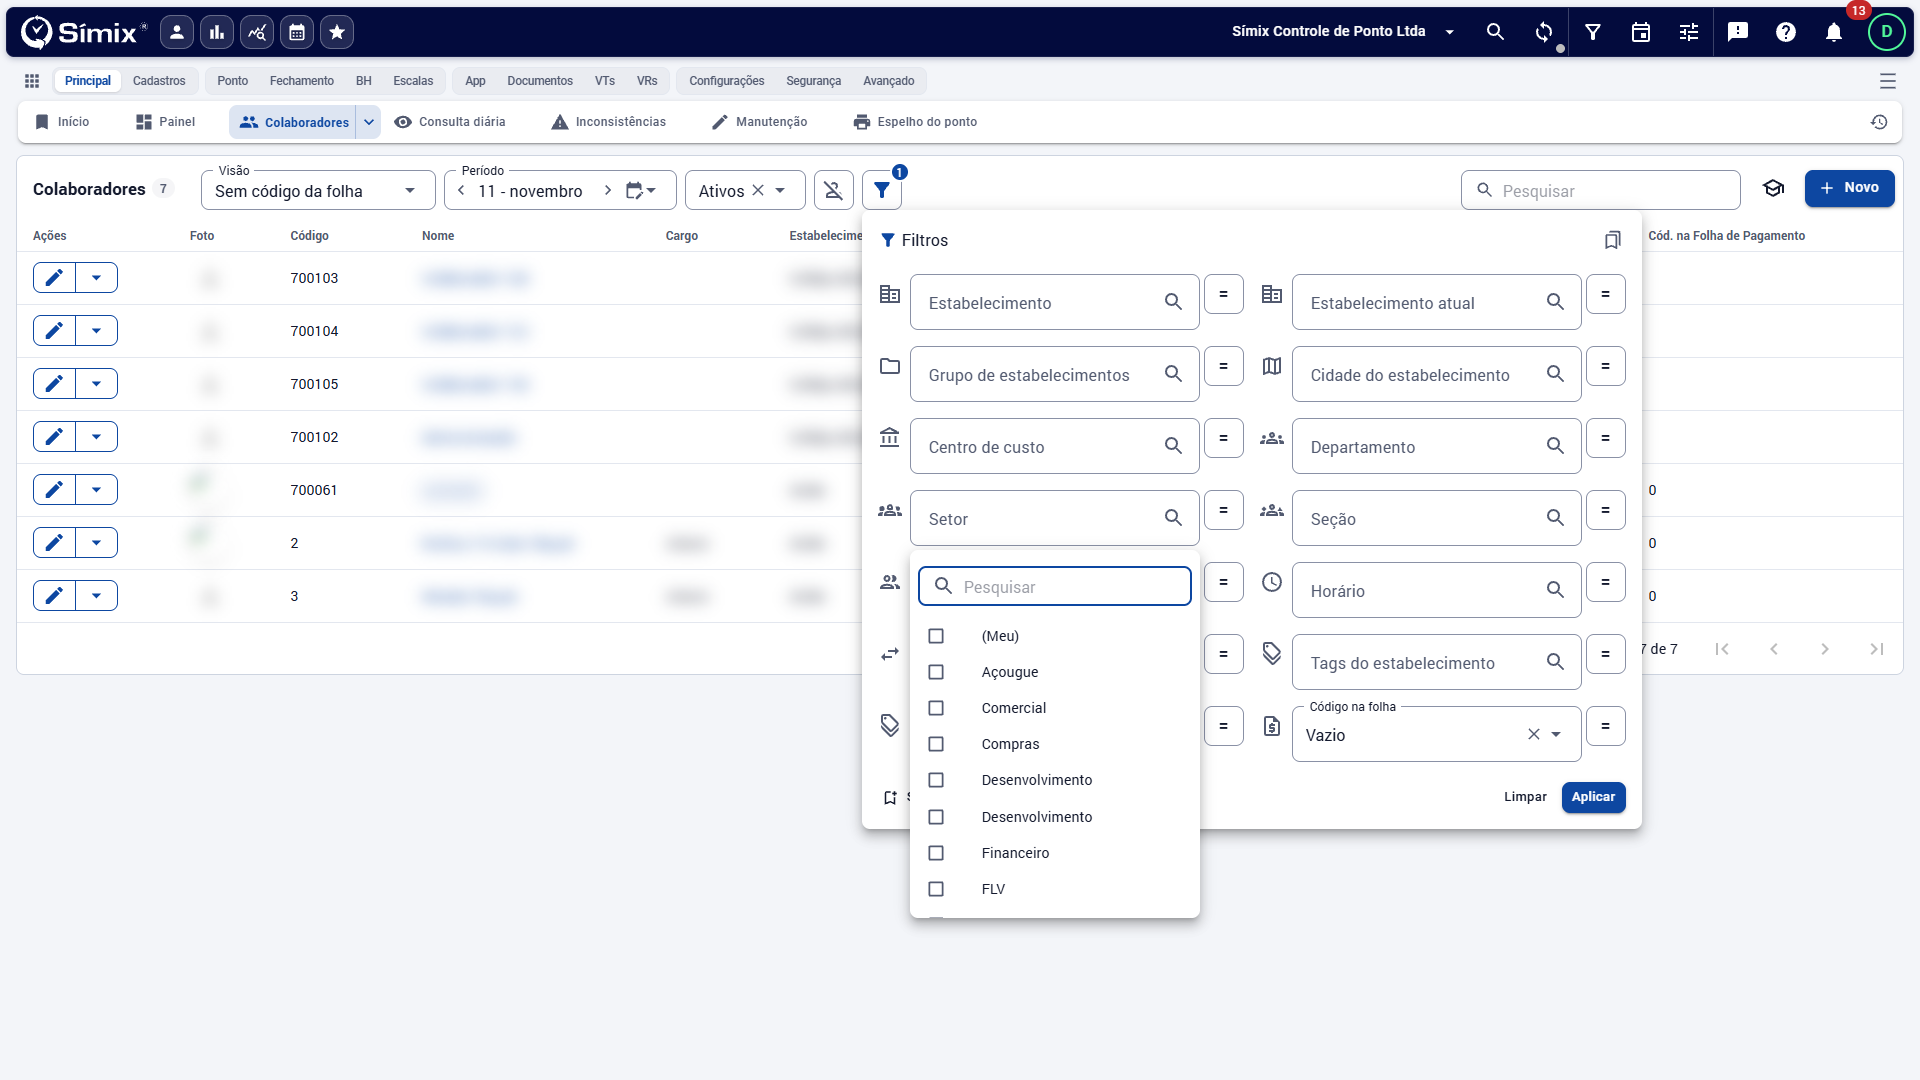 Símix®
Símix Controle de Ponto Ltda
13
D
Principal
Cadastros
Ponto
Fechamento
BH
Escalas
App
Documentos
VTs
VRs
Configurações
Segurança
Avançado
Início
Painel
Colaboradores
Consulta diária
Inconsistências
Manutenção
Espelho do ponto
Colaboradores 7
Visão
Sem código da folha
Período
11 - novembro
Ativos
1
Pesquisar
+ Novo
Ações
Foto
Código
Nome
Cargo
Estabelecime
Cód. na Folha de Pagamento
700103
700104
700105
700102
700061
0
2
0
3
0
7 de 7
Filtros
Estabelecimento
=
Estabelecimento atual
=
Grupo de estabelecimentos
=
Cidade do estabelecimento
=
Centro de custo
=
Departamento
=
Setor
=
Seção
=
=
Horário
=
=
Tags do estabelecimento
=
=
Código na folha
Vazio
=
Limpar
Aplicar
Pesquisar
(Meu)
Açougue
Comercial
Compras
Desenvolvimento
Desenvolvimento
Financeiro
FLV